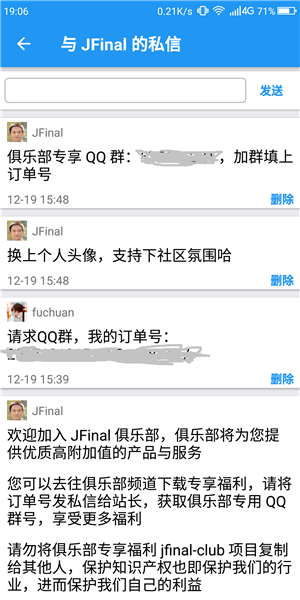 19:06
0.21K/s 4G 71%
与 JFinal 的私信
发送
JFinal
俱乐部专享 QQ 群：，加群填上
订单号
12-19 15:48
删除
JFinal
换上个人头像，支持下社区氛围哈
12-19 15:48
删除
fuchuan
请求QQ群，我的订单号：
12-19 15:39
删除
JFinal
欢迎加入 JFinal 俱乐部，俱乐部将为您提
供优质高附加值的产品与服务
您可以去往俱乐部频道下载专享福利，请将
订单号发私信给站长，获取俱乐部专用 QQ
群号，享受更多福利
请勿将俱乐部专享福利 jfinal-club 项目复制
给其他人，保护知识产权也即保护我们的行
业，进而保护我们自己的利益